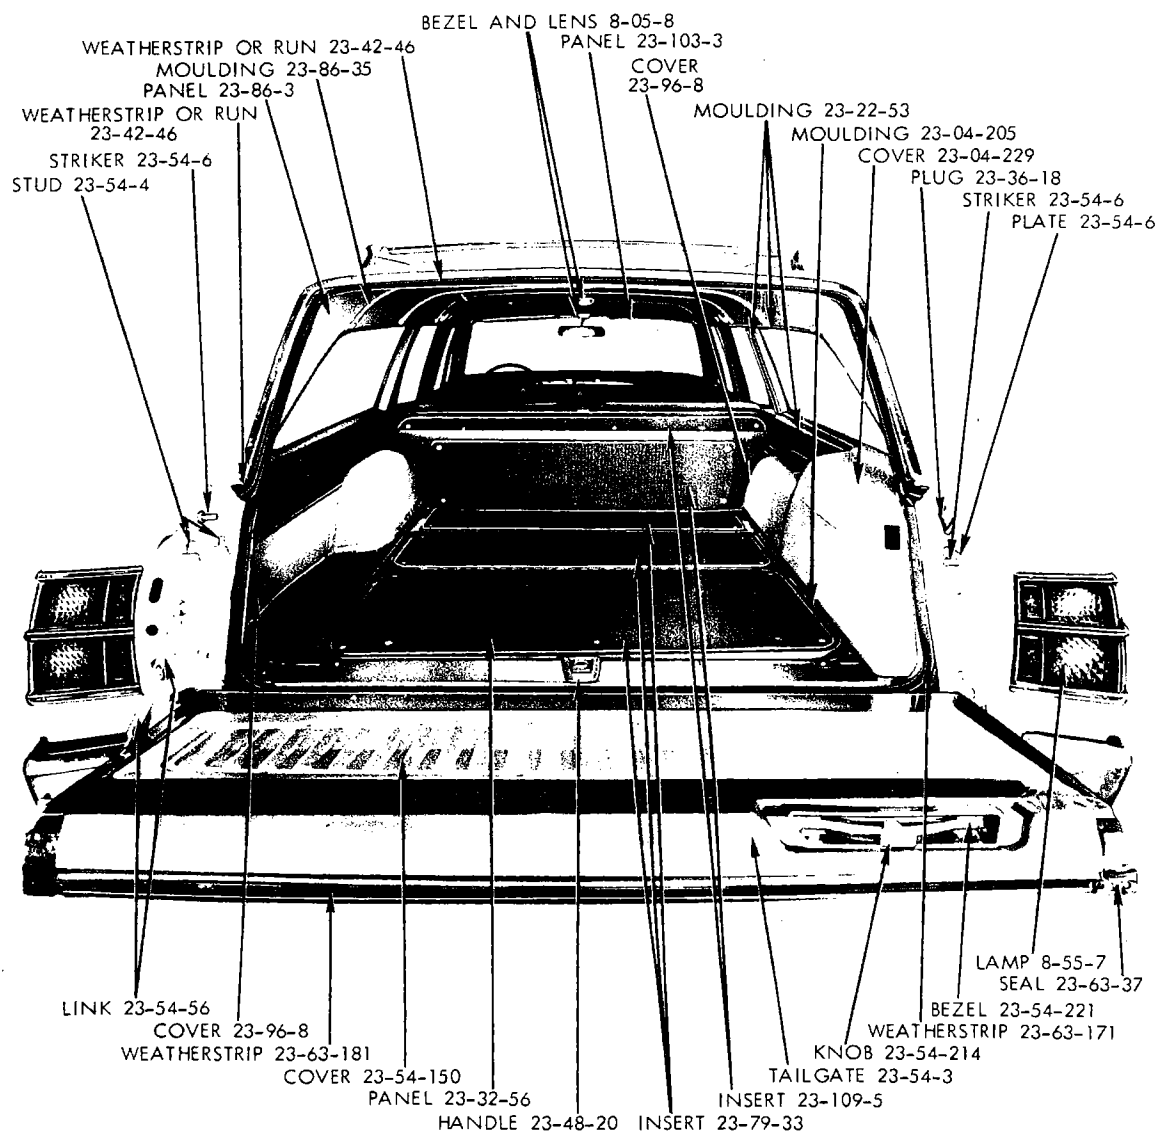 BEZEL AND LENS 8-05-8
PANEL 23-103-3
WEATHERSTRIP OR RUN 23-42-46
MOULDING 23-86-35
COVER
23-96-8
PANEL 23-86-3
WEATHERSTRIP OR RUN
23-42-46
MOULDING 23-22-53
MOULDING 23-04-205
STRIKER 23-54-6
COVER 23-04-229
STUD 23-54-4
PLUG 23-36-18
STRIKER 23-54-6
PLATE 23-54-6
LAMP 8-55-7
SEAL 23-63-37
LINK 23-54-56
BEZEL 23-54-221
COVER 23-96-8
WEATHERSTRIP 23-63-171
WEATHERSTRIP 23-63-181
KNOB 23-54-214
COVER 23-54-150
TAILGATE 23-54-3
PANEL 23-32-56
INSERT 23-109-5
HANDLE 23-48-20
INSERT 23-79-33